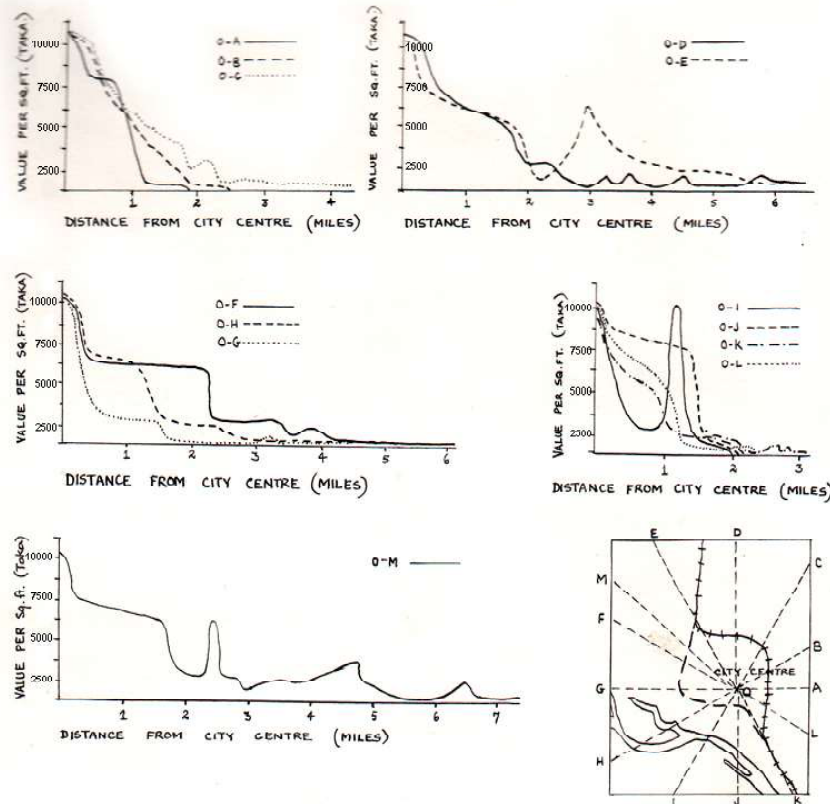 VALUE PER SQ.FT. (TAKA)
10000
7500
5000
2500
O-A
O-B
O-C
1 2 3 4
DISTANCE FROM CITY CENTRE (MILES)
VALUE PER SQ.FT. (TAKA)
10000
7500
5000
2500
O-D
O-E
1 2 3 4 5 6
DISTANCE FROM CITY CENTRE (MILES)
VALUE PER SQ.FT. (TAKA)
10000
7500
5000
2500
O-F
O-H
O-G
1 2 3 4 5 6
DISTANCE FROM CITY CENTRE (MILES)
VALUE PER SQ.FT. (TAKA)
10000
7500
5000
2500
O-I
O-J
O-K
O-L
1 2 3
DISTANCE FROM CITY CENTRE (MILES)
VALUE PER Sq.ft. (Taka)
10000
7500
5000
2500
O-M
1 2 3 4 5 6 7
DISTANCE FROM CITY CENTRE (MILES)
E D
C
M
F
B
CITY CENTRE
G O A
L
H
I J K